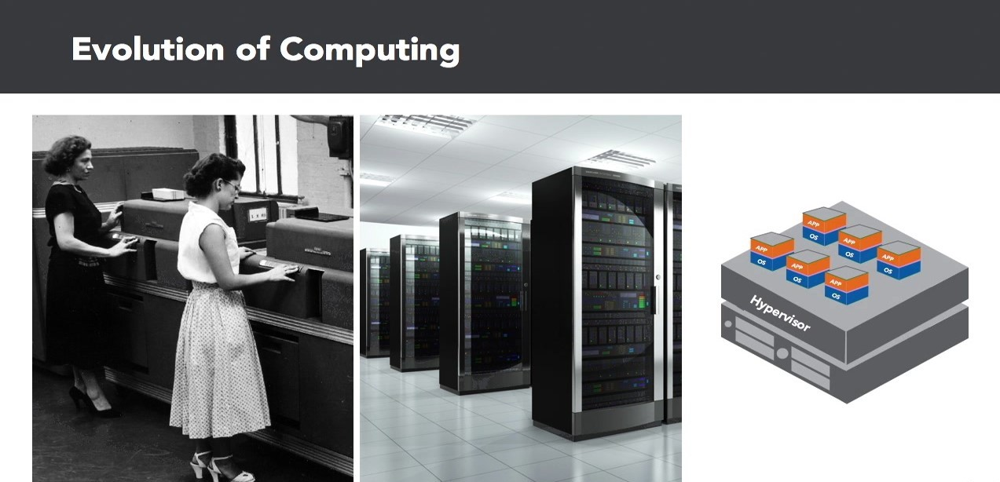 Evolution of Computing
APP
OS
APP
OS
APP
OS
APP
OS
APP
OS
APP
OS
Hypervisor